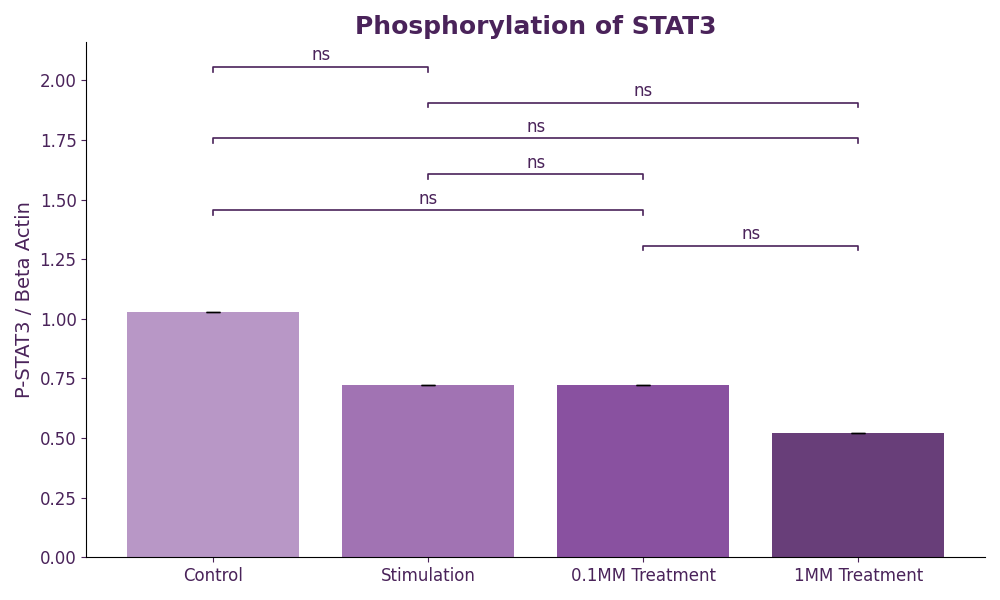 Phosphorylation of STAT3
ns
ns
ns
ns
ns
ns
P-STAT3 / Beta Actin
2.00
1.75
1.50
1.25
1.00
0.75
0.50
0.25
0.00
Control
Stimulation
0.1MM Treatment
1MM Treatment